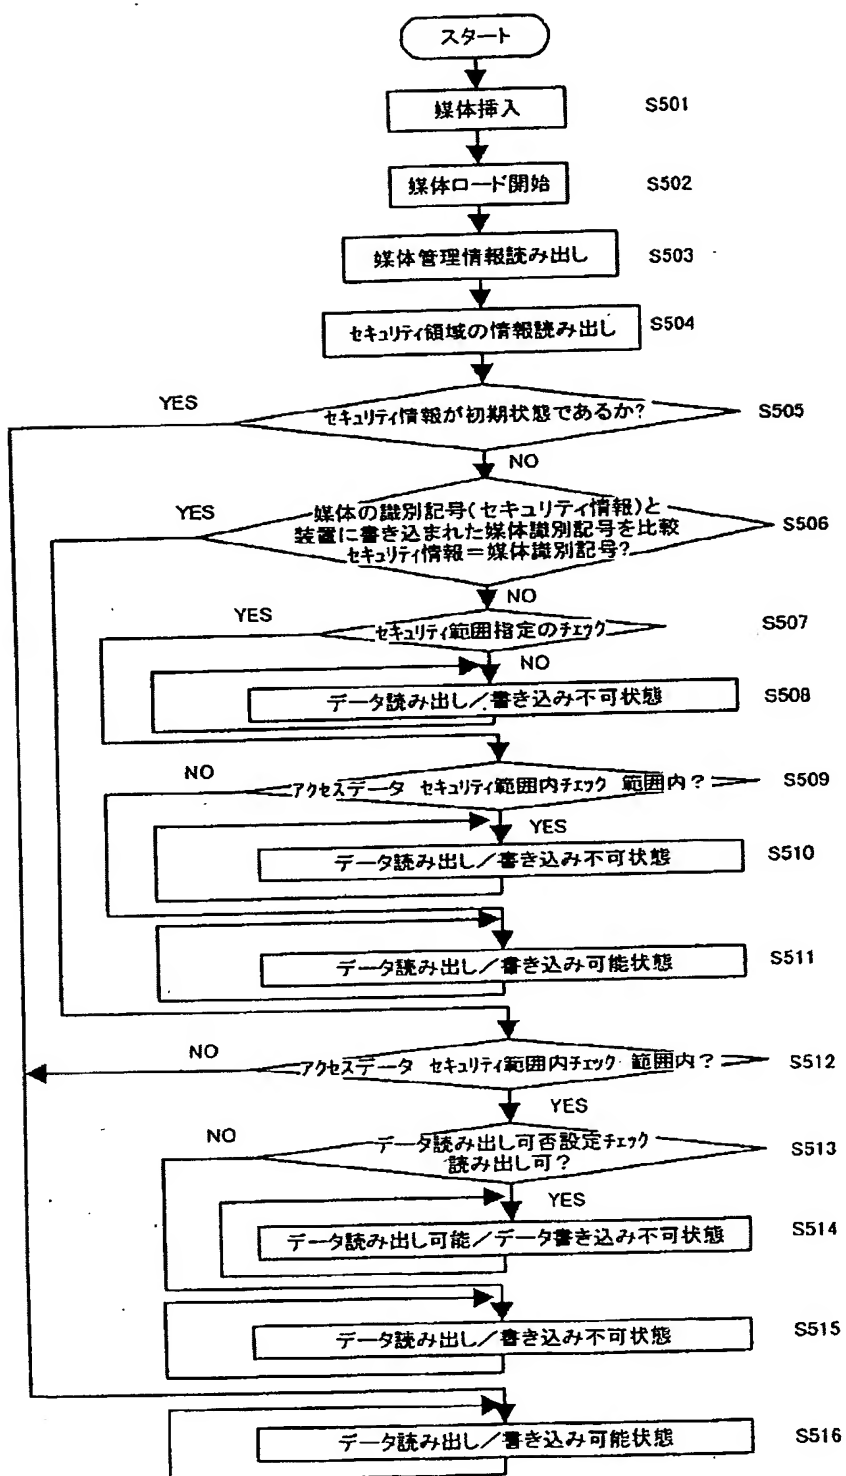 スタート
媒体挿入 S501
媒体ロード開始 S502
媒体管理情報読み出し S503
セキュリティ領域の情報読み出し S504
YES セキュリティ情報が初期状態であるか? S505
NO
YES 媒体の識別記号(セキュリティ情報)と
装置に書き込まれた媒体識別記号を比較 S506
セキュリティ情報=媒体識別記号?
NO
YES セキュリティ範囲指定のチェック S507
NO
データ読み出し/書き込み不可状態 S508
NO アクセスデータ セキュリティ範囲内チェック 範囲内? S509
YES
データ読み出し/書き込み不可状態 S510
データ読み出し/書き込み可能状態 S511
NO アクセスデータ セキュリティ範囲内チェック 範囲内? S512
YES
NO データ読み出し可否設定チェック S513
読み出し可?
YES
データ読み出し可能/データ書き込み不可状態 S514
データ読み出し/書き込み不可状態 S515
データ読み出し/書き込み可能状態 S516